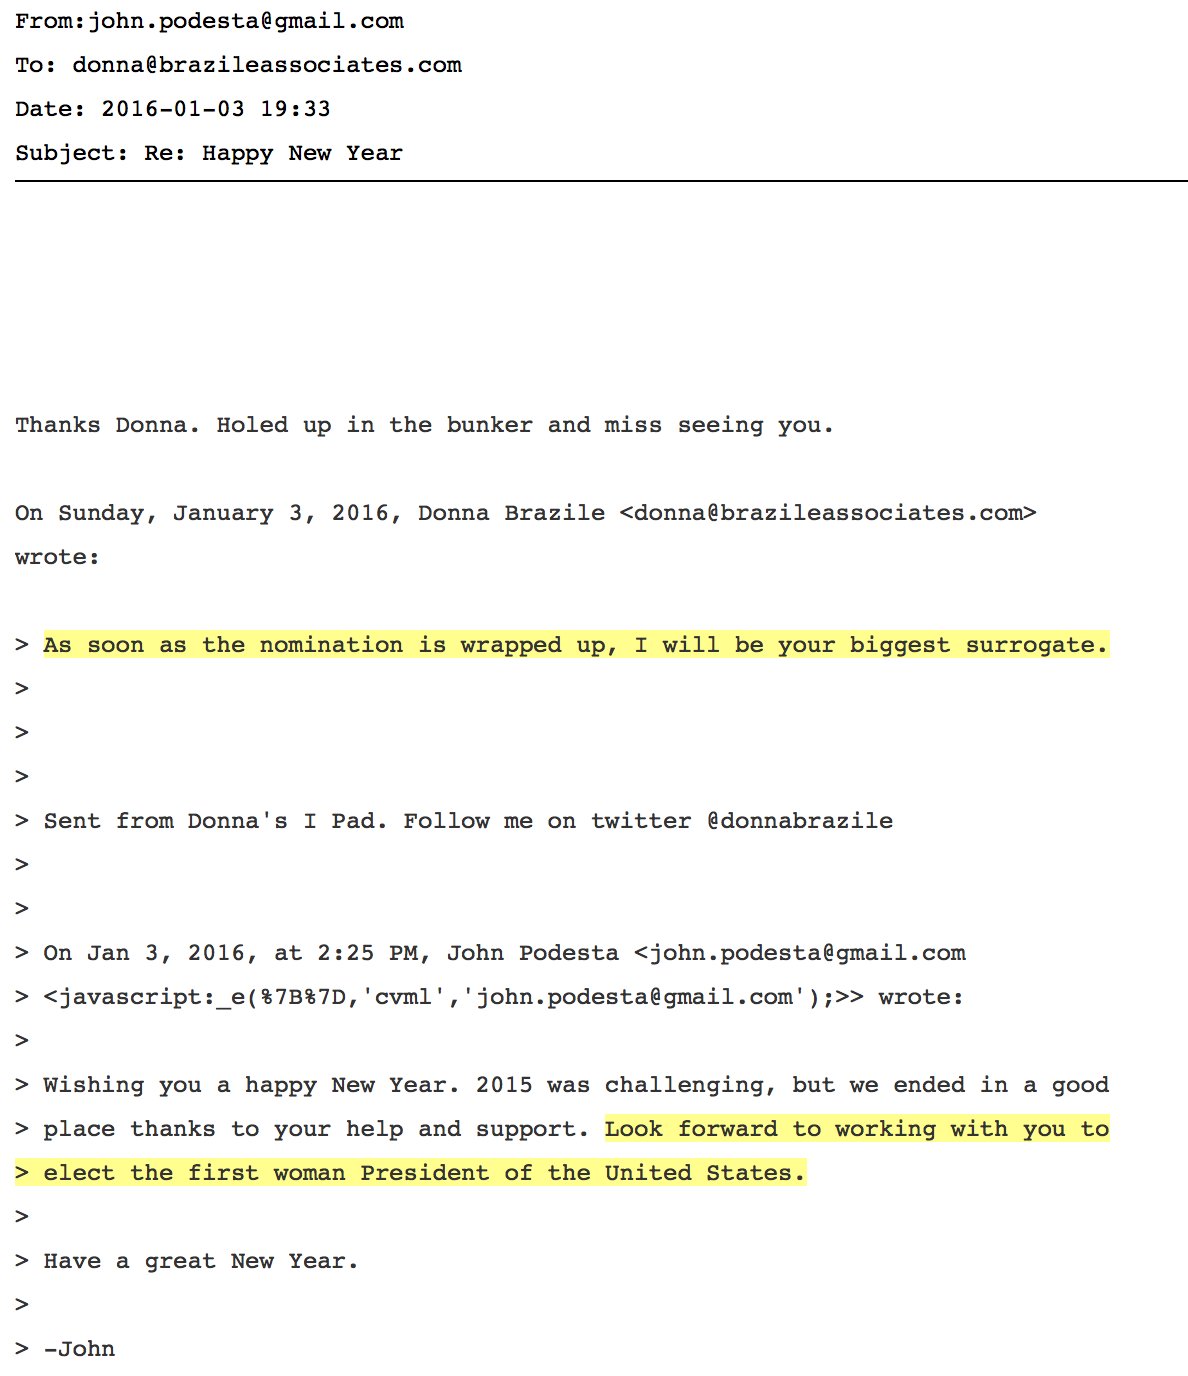 From:john.podesta@gmail.com
To: donna@brazileassociates.com
Date: 2016-01-03 19:33
Subject: Re: Happy New Year
Thanks Donna. Holed up in the bunker and miss seeing you.
On Sunday, January 3, 2016, Donna Brazile <donna@brazileassociates.com>
wrote:
> As soon as the nomination is wrapped up, I will be your biggest surrogate.
>
>
>
> Sent from Donna's I Pad. Follow me on twitter @donnabrazile
>
>
> On Jan 3, 2016, at 2:25 PM, John Podesta <john.podesta@gmail.com
> <javascript:_e(%7B%7D,'cvml','john.podesta@gmail.com');>> wrote:
>
> Wishing you a happy New Year. 2015 was challenging, but we ended in a good
> place thanks to your help and support. Look forward to working with you to
> elect the first woman President of the United States.
>
> Have a great New Year.
>
> -John